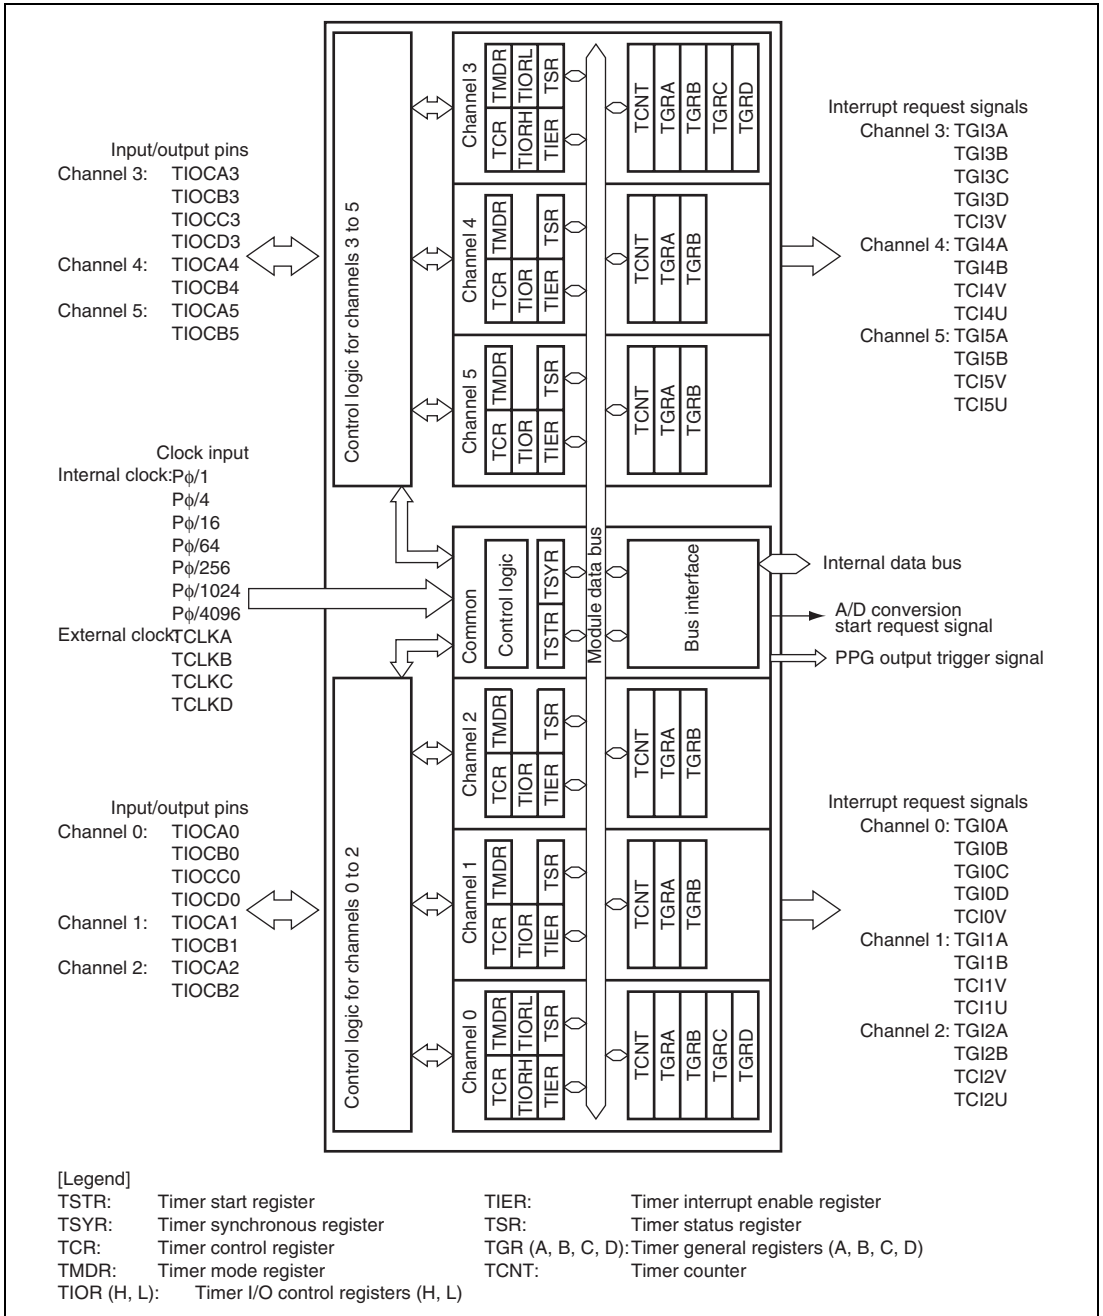 Input/output pins
Channel 3: TIOCA3
TIOCB3
TIOCC3
TIOCD3
Channel 4: TIOCA4
TIOCB4
Channel 5: TIOCA5
TIOCB5
Clock input
Internal clock: Pϕ/1
Pϕ/4
Pϕ/16
Pϕ/64
Pϕ/256
Pϕ/1024
Pϕ/4096
External clock: TCLKA
TCLKB
TCLKC
TCLKD
Input/output pins
Channel 0: TIOCA0
TIOCB0
TIOCC0
TIOCD0
Channel 1: TIOCA1
TIOCB1
Channel 2: TIOCA2
TIOCB2
Control logic for channels 3 to 5
Control logic for channels 0 to 2
Channel 3
TCR TMDR
TIORH TIORL
TIER TSR
TCNT
TGRA
TGRB
TGRC
TGRD
Channel 4
TCR TMDR
TIOR
TIER TSR
TCNT
TGRA
TGRB
Channel 5
TCR TMDR
TIOR
TIER TSR
TCNT
TGRA
TGRB
Common
Control logic
TSTR TSYR
Module data bus
Bus interface
Channel 2
TCR TMDR
TIOR
TIER TSR
TCNT
TGRA
TGRB
Channel 1
TCR TMDR
TIOR
TIER TSR
TCNT
TGRA
TGRB
Channel 0
TCR TMDR
TIORH TIORL
TIER TSR
TCNT
TGRA
TGRB
TGRC
TGRD
Interrupt request signals
Channel 3: TGI3A
TGI3B
TGI3C
TGI3D
TCI3V
Channel 4: TGI4A
TGI4B
TCI4V
TCI4U
Channel 5: TGI5A
TGI5B
TCI5V
TCI5U
Internal data bus
A/D conversion
start request signal
PPG output trigger signal
Interrupt request signals
Channel 0: TGI0A
TGI0B
TGI0C
TGI0D
TCI0V
Channel 1: TGI1A
TGI1B
TCI1V
TCI1U
Channel 2: TGI2A
TGI2B
TCI2V
TCI2U
[Legend]
TSTR: Timer start register
TSYR: Timer synchronous register
TCR: Timer control register
TMDR: Timer mode register
TIOR (H, L): Timer I/O control registers (H, L)
TIER: Timer interrupt enable register
TSR: Timer status register
TGR (A, B, C, D): Timer general registers (A, B, C, D)
TCNT: Timer counter